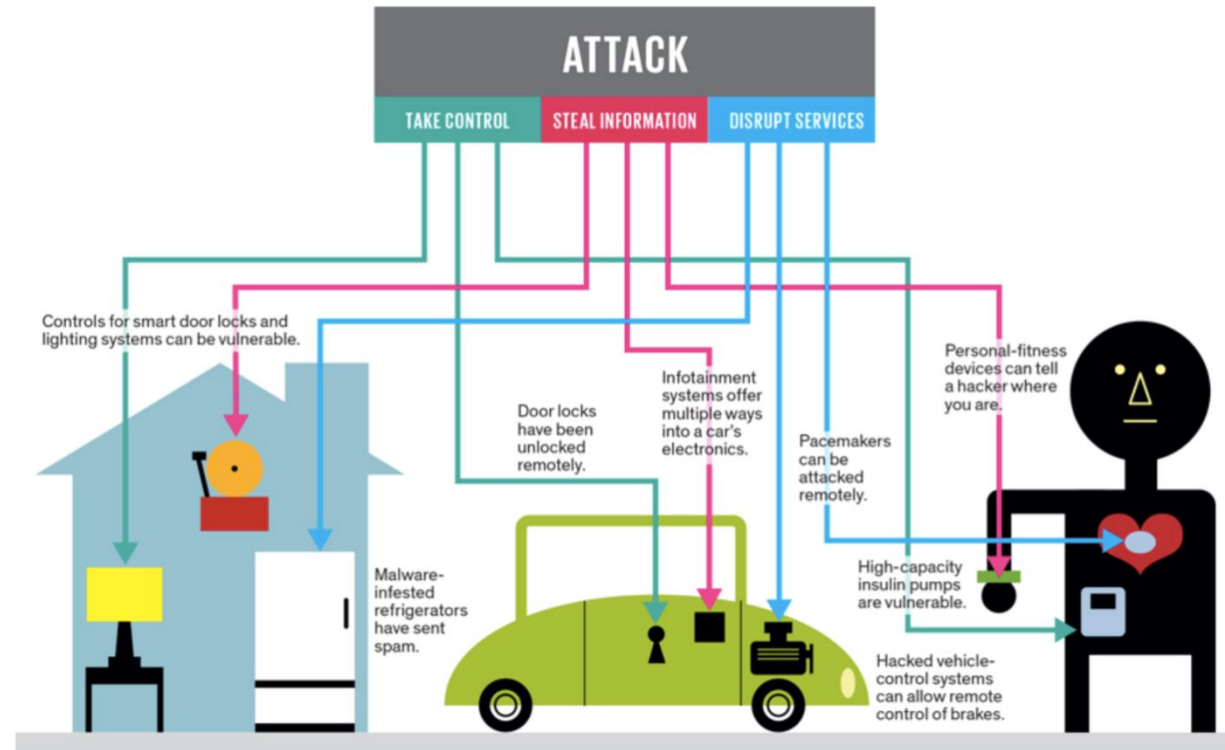 ATTACK
TAKE CONTROL
STEAL INFORMATION
DISRUPT SERVICES
Controls for smart door locks and
lighting systems can be vulnerable.
Door locks
have been
unlocked
remotely.
Infotainment
systems offer
multiple ways
into a car's
electronics.
Pacemakers
can be
attacked
remotely.
Personal-fitness
devices can tell
a hacker where
you are.
Malware-
infested
refrigerators
have sent
spam.
High-capacity
insulin pumps
are vulnerable.
Hacked vehicle-
control systems
can allow remote
control of brakes.